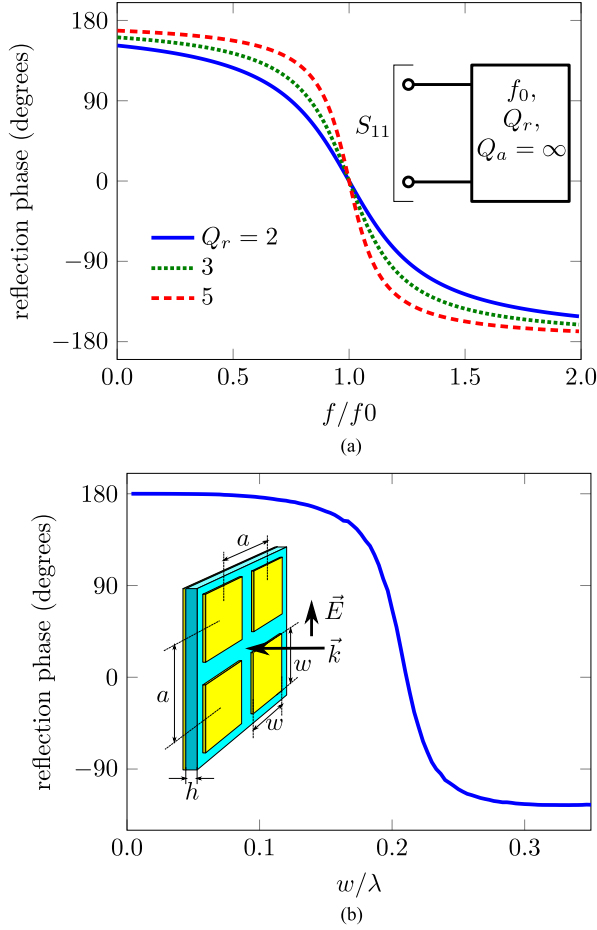 180
90
0
−90
−180
reflection phase (degrees)
S11
f0,
Qr,
Qa = ∞
Qr = 2
3
5
0.0 0.5 1.0 1.5 2.0
f/f0
(a)
180
90
0
−90
reflection phase (degrees)
a
E⃗
k⃗
w
a
w
h
0.0 0.1 0.2 0.3
w/λ
(b)